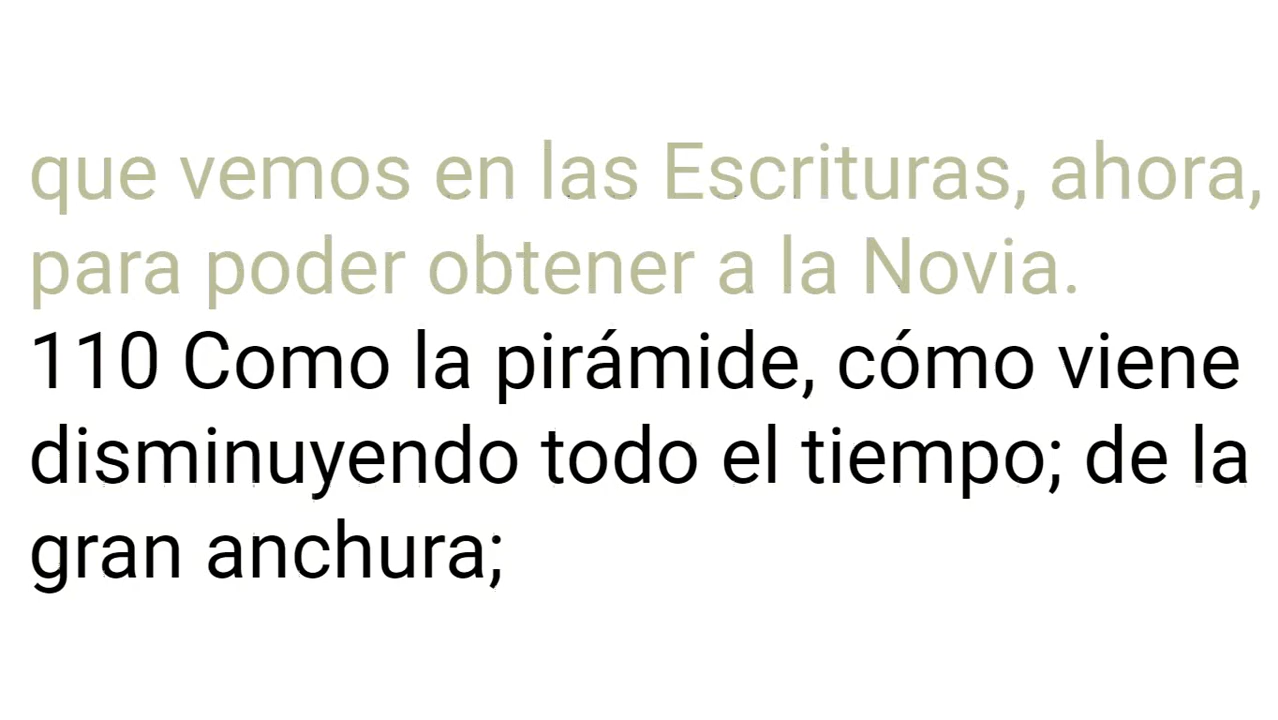 que vemos en las Escrituras, ahora,
para poder obtener a la Novia.
110 Como la pirámide, cómo viene
disminuyendo todo el tiempo; de la
gran anchura;